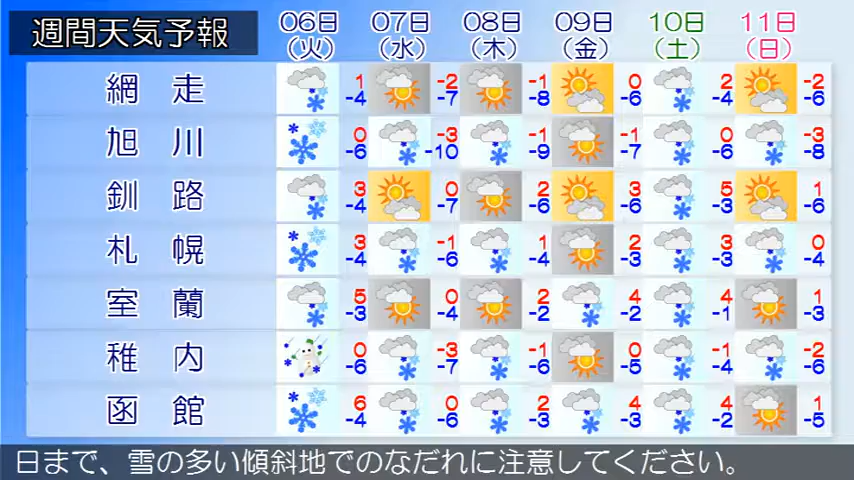 週間天気予報 06日 07日 08日 09日 10日 11日
(火) (水) (木) (金) (土) (日)
網走 1 -4 -2 -7 -1 -8 0 -6 2 -4 -2 -6
旭川 0 -6 -3 -10 -1 -9 -1 -7 0 -6 -3 -8
釧路 3 -4 0 -7 2 -6 3 -6 5 -3 1 -6
札幌 3 -4 -1 -6 1 -4 2 -3 3 -3 0 -4
室蘭 5 -3 0 -4 2 -2 4 -2 4 -1 1 -3
稚内 0 -6 -3 -7 -1 -6 0 -5 -1 -4 -2 -6
函館 6 -4 0 -6 2 -3 4 -3 4 -2 1 -5
日まで、雪の多い傾斜地でのなだれに注意してください。